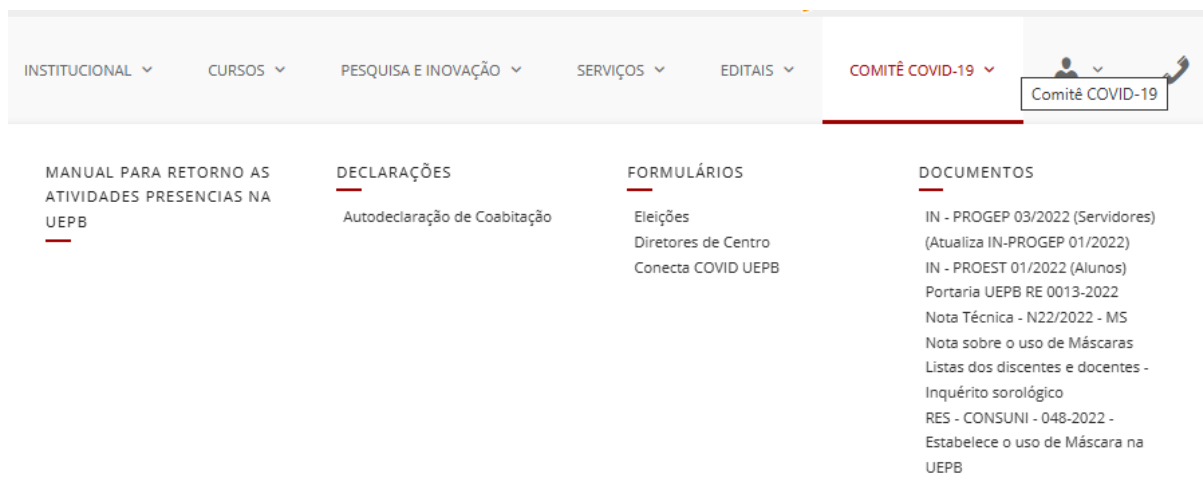 INSTITUCIONAL CURSOS PESQUISA E INOVAÇÃO SERVIÇOS EDITAIS COMITÊ COVID-19
Comitê COVID-19
MANUAL PARA RETORNO AS
ATIVIDADES PRESENCIAS NA
UEPB
DECLARAÇÕES
Autodeclaração de Coabitação
FORMULÁRIOS
Eleições
Diretores de Centro
Conecta COVID UEPB
DOCUMENTOS
IN - PROGEP 03/2022 (Servidores)
(Atualiza IN-PROGEP 01/2022)
IN - PROEST 01/2022 (Alunos)
Portaria UEPB RE 0013-2022
Nota Técnica - N22/2022 - MS
Nota sobre o uso de Máscaras
Listas dos discentes e docentes -
Inquérito sorológico
RES - CONSUNI - 048-2022 -
Estabelece o uso de Máscara na
UEPB